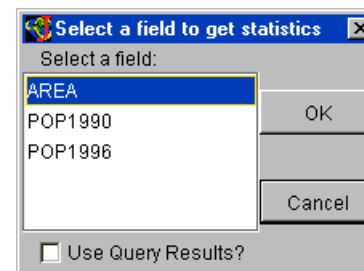 Select a field to get statistics
Select a field:
AREA
POP1990
POP1996
OK
Cancel
Use Query Results?